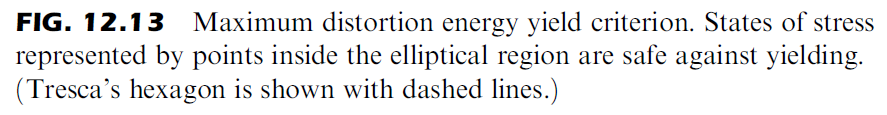 FIG. 12.13 Maximum distortion energy yield criterion. States of stress
represented by points inside the elliptical region are safe against yielding.
(Tresca's hexagon is shown with dashed lines.)